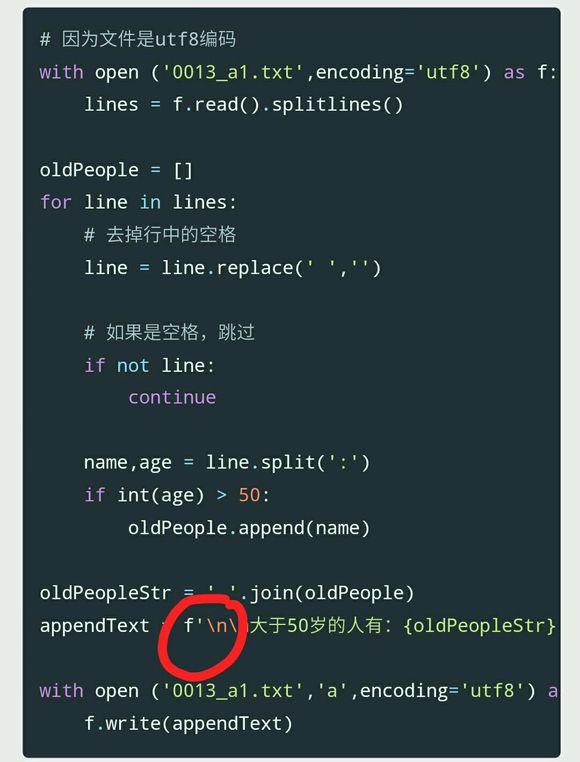 # 因为文件是utf8编码
with open ('0013_a1.txt',encoding='utf8') as f:
    lines = f.read().splitlines()
oldPeople = []
for line in lines:
    # 去掉行中的空格
    line = line.replace(' ','')
    # 如果是空格，跳过
    if not line:
        continue
    name,age = line.split(':')
    if int(age) > 50:
        oldPeople.append(name)
oldPeopleStr = ' '.join(oldPeople)
appendText = f'\n\n大于50岁的人有：{oldPeopleStr}
with open ('0013_a1.txt','a',encoding='utf8') a
    f.write(appendText)